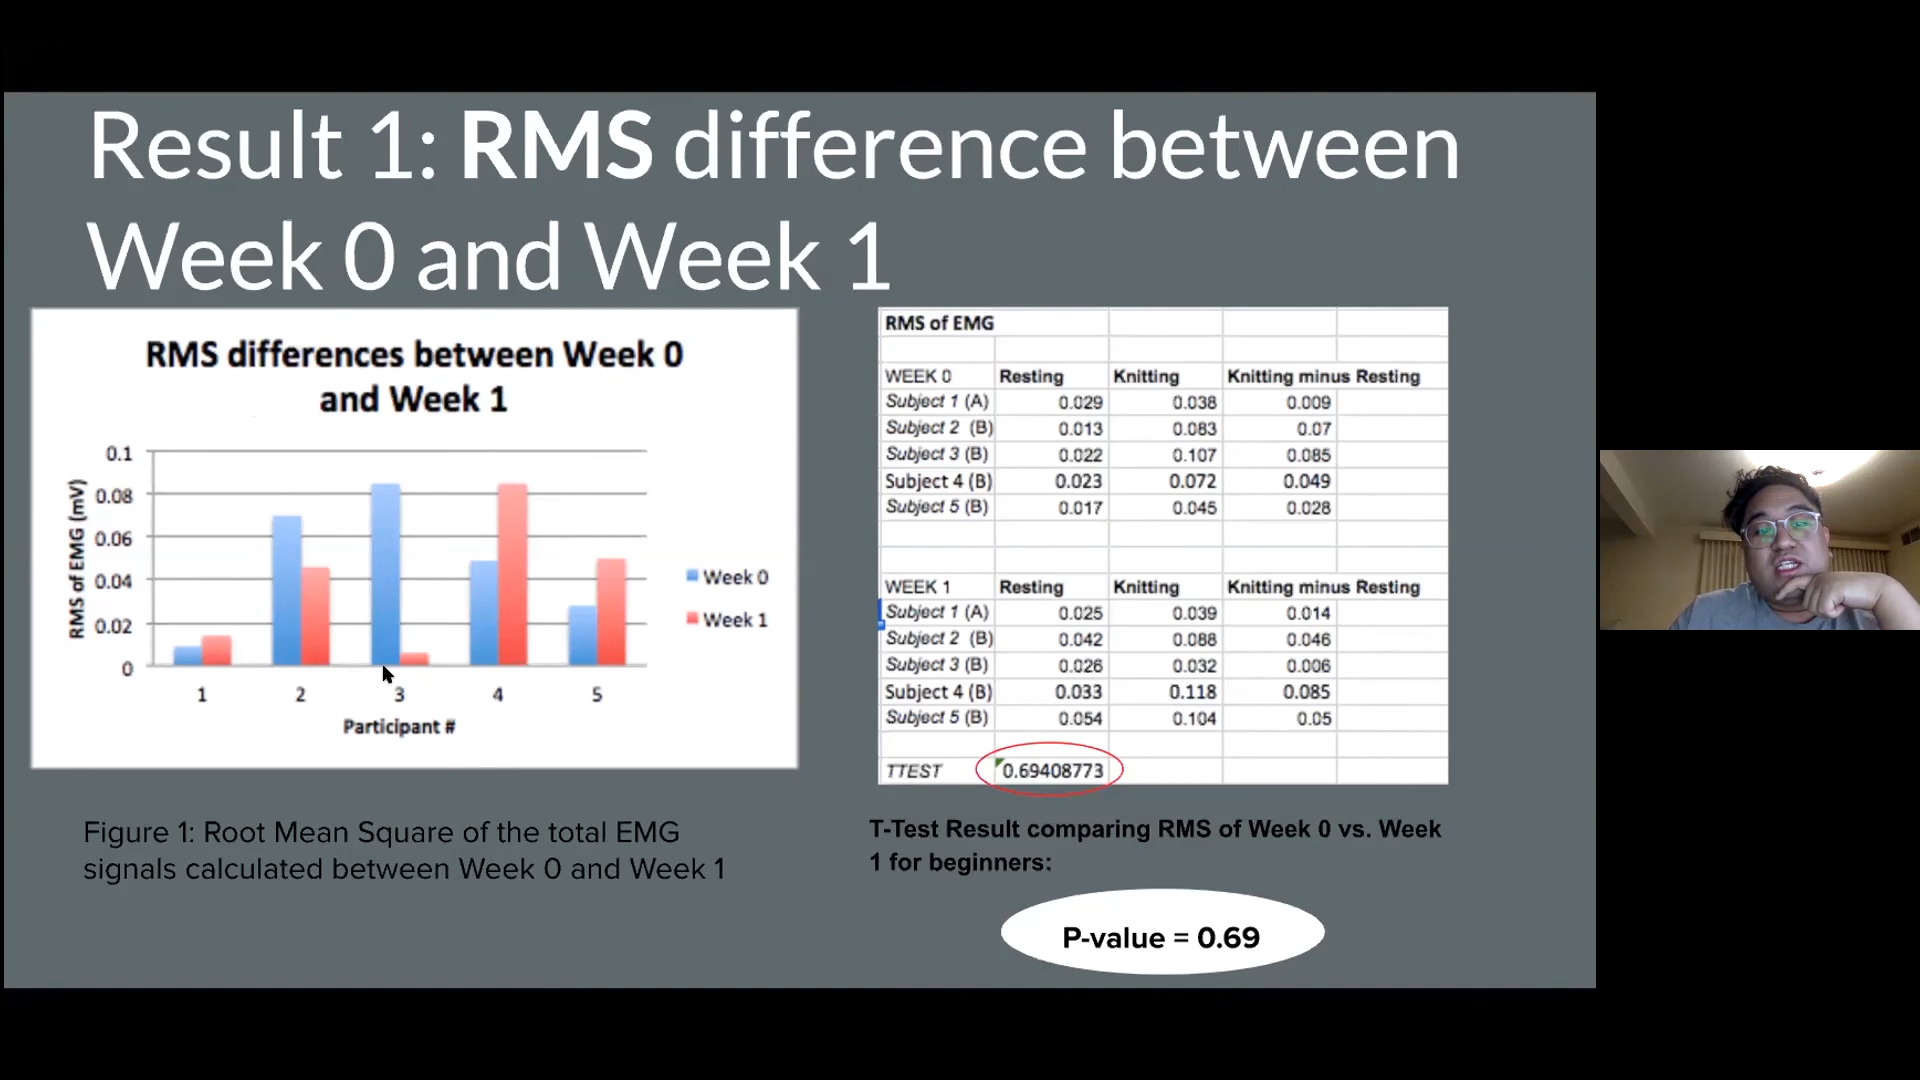 Result 1: RMS difference between
Week 0 and Week 1
RMS differences between Week 0
and Week 1
RMS of EMG (mV)
0.1
0.08
0.06
0.04
0.02
0
1 2 3 4 5
Participant #
Week 0
Week 1
Figure 1: Root Mean Square of the total EMG
signals calculated between Week 0 and Week 1
RMS of EMG
WEEK 0 Resting Knitting Knitting minus Resting
Subject 1 (A) 0.029 0.038 0.009
Subject 2 (B) 0.013 0.083 0.07
Subject 3 (B) 0.022 0.107 0.085
Subject 4 (B) 0.023 0.072 0.049
Subject 5 (B) 0.017 0.045 0.028
WEEK 1 Resting Knitting Knitting minus Resting
Subject 1 (A) 0.025 0.039 0.014
Subject 2 (B) 0.042 0.088 0.046
Subject 3 (B) 0.026 0.032 0.006
Subject 4 (B) 0.033 0.118 0.085
Subject 5 (B) 0.054 0.104 0.05
TTEST 0.69408773
T-Test Result comparing RMS of Week 0 vs. Week
1 for beginners:
P-value = 0.69